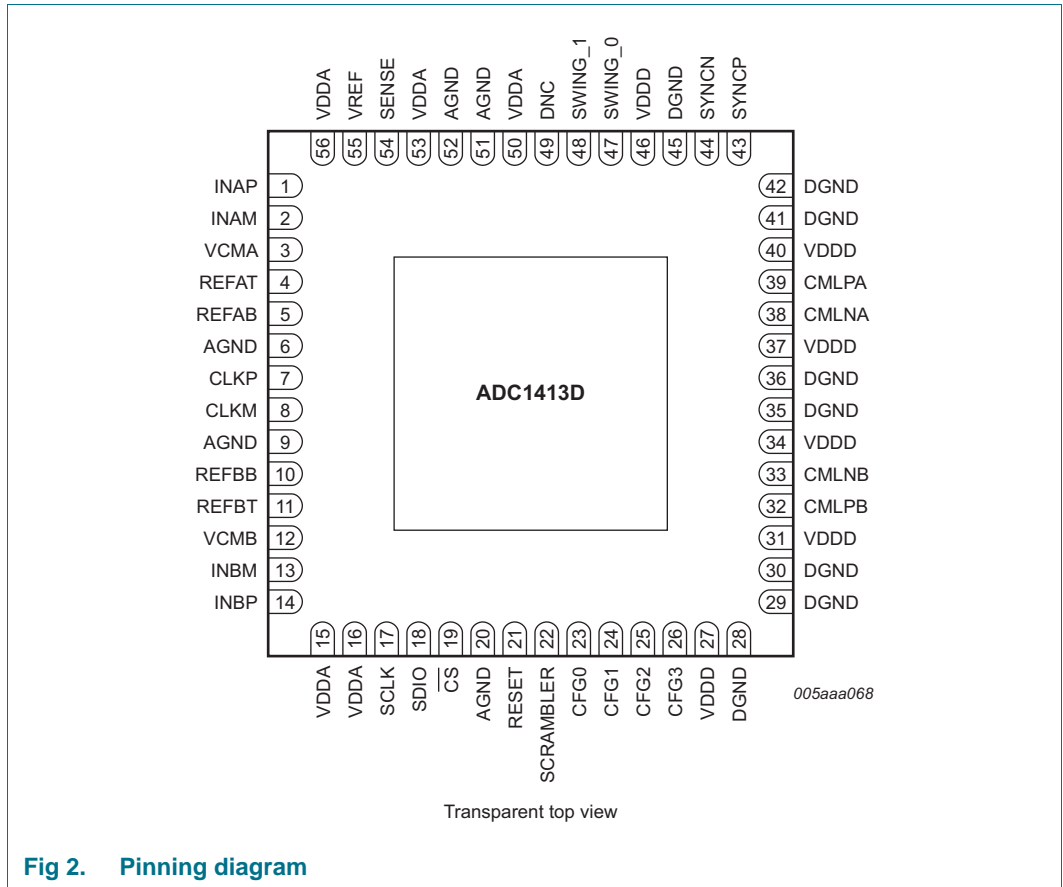 VDDA
VREF
SENSE
VDDA
AGND
AGND
VDDA
DNC
SWING_1
SWING_0
VDDD
DGND
SYNCN
SYNCP
56 55 54 53 52 51 50 49 48 47 46 45 44 43
INAP 1
INAM 2
VCMA 3
REFAT 4
REFAB 5
AGND 6
CLKP 7
CLKM 8
AGND 9
REFBB 10
REFBT 11
VCMB 12
INBM 13
INBP 14
ADC1413D
42 DGND
41 DGND
40 VDDD
39 CMLPA
38 CMLNA
37 VDDD
36 DGND
35 DGND
34 VDDD
33 CMLNB
32 CMLPB
31 VDDD
30 DGND
29 DGND
15 16 17 18 19 20 21 22 23 24 25 26 27 28
VDDA
VDDA
SCLK
SDIO
CS
AGND
RESET
SCRAMBLER
CFG0
CFG1
CFG2
CFG3
VDDD
DGND
005aaa068
Transparent top view
Fig 2. Pinning diagram